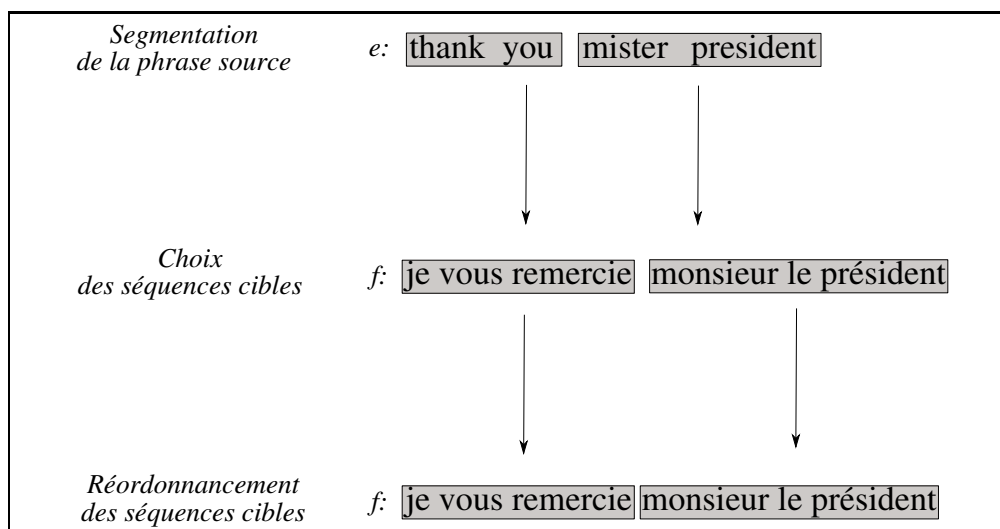 Segmentation
de la phrase source
e: thank you mister president
Choix
des séquences cibles
f: je vous remercie monsieur le président
Réordonnancement
des séquences cibles
f: je vous remercie monsieur le président